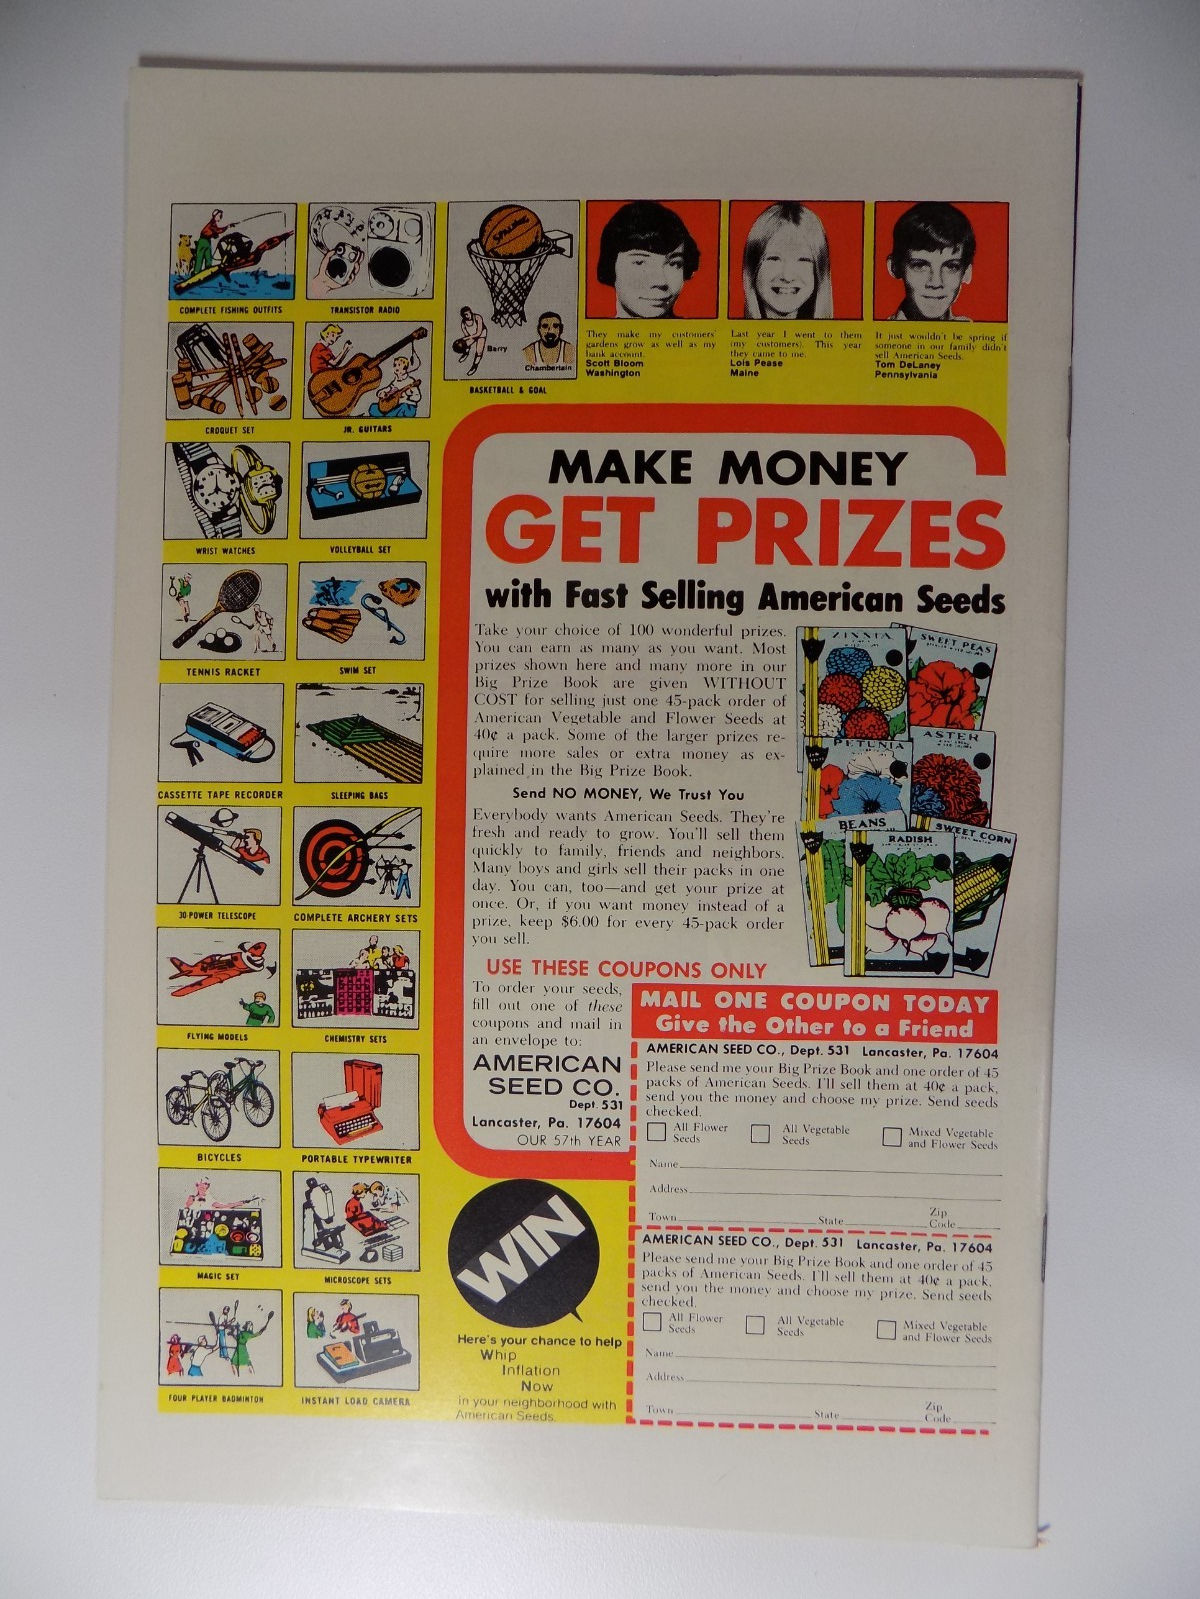 COMPLETE FISHING OUTFITS
TRANSISTOR RADIO
CROQUET SET
JR. GUITARS
WRIST WATCHES
VOLLEYBALL SET
TENNIS RACKET
SWIM SET
CASSETTE TAPE RECORDER
SLEEPING BAGS
30 POWER TELESCOPE
COMPLETE ARCHERY SETS
FLYING MODELS
CHEMISTRY SETS
BICYCLES
PORTABLE TYPEWRITER
MAGIC SET
MICROSCOPE SETS
FOUR PLAYER BADMINTON
INSTANT LOAD CAMERA
SPALDING
Barry
Chamberlain
BASKETBALL & GOAL
They make my customers'
gardens grow as well as my
bank account.
Scott Bloom
Washington
Last year I went to them
(my customers). This year
they came to me.
Lois Pease
Maine
It just wouldn't be spring if
someone in our family didn't
sell American Seeds.
Tom DeLaney
Pennsylvania
MAKE MONEY
GET PRIZES
with Fast Selling American Seeds
Take your choice of 100 wonderful prizes.
You can earn as many as you want. Most
prizes shown here and many more in our
Big Prize Book are given WITHOUT
COST for selling just one 45-pack order of
American Vegetable and Flower Seeds at
40¢ a pack. Some of the larger prizes re-
quire more sales or extra money as ex-
plained in the Big Prize Book.
Send NO MONEY, We Trust You
Everybody wants American Seeds. They're
fresh and ready to grow. You'll sell them
quickly to family, friends and neighbors.
Many boys and girls sell their packs in one
day. You can, too—and get your prize at
once. Or, if you want money instead of a
prize, keep $6.00 for every 45-pack order
you sell.
ZINNIA
SWEET PEAS
PETUNIA
ASTER
BEANS
RADISH
SWEET CORN
USE THESE COUPONS ONLY
To order your seeds,
fill out one of these
coupons and mail in
an envelope to:
AMERICAN
SEED CO.
Dept. 531
Lancaster, Pa. 17604
OUR 57th YEAR
MAIL ONE COUPON TODAY
Give the Other to a Friend
AMERICAN SEED CO., Dept. 531 Lancaster, Pa. 17604
Please send me your Big Prize Book and one order of 45
packs of American Seeds. I'll sell them at 40¢ a pack,
send you the money and choose my prize. Send seeds
checked.
All Flower
Seeds
All Vegetable
Seeds
Mixed Vegetable
and Flower Seeds
Name
Address
Town State Zip
Code
AMERICAN SEED CO., Dept. 531 Lancaster, Pa. 17604
Please send me your Big Prize Book and one order of 45
packs of American Seeds. I'll sell them at 40¢ a pack,
send you the money and choose my prize. Send seeds
checked.
All Flower
Seeds
All Vegetable
Seeds
Mixed Vegetable
and Flower Seeds
Name
Address
Town State Zip
Code
WIN
Here's your chance to help
Whip
Inflation
Now
in your neighborhood with
American Seeds.